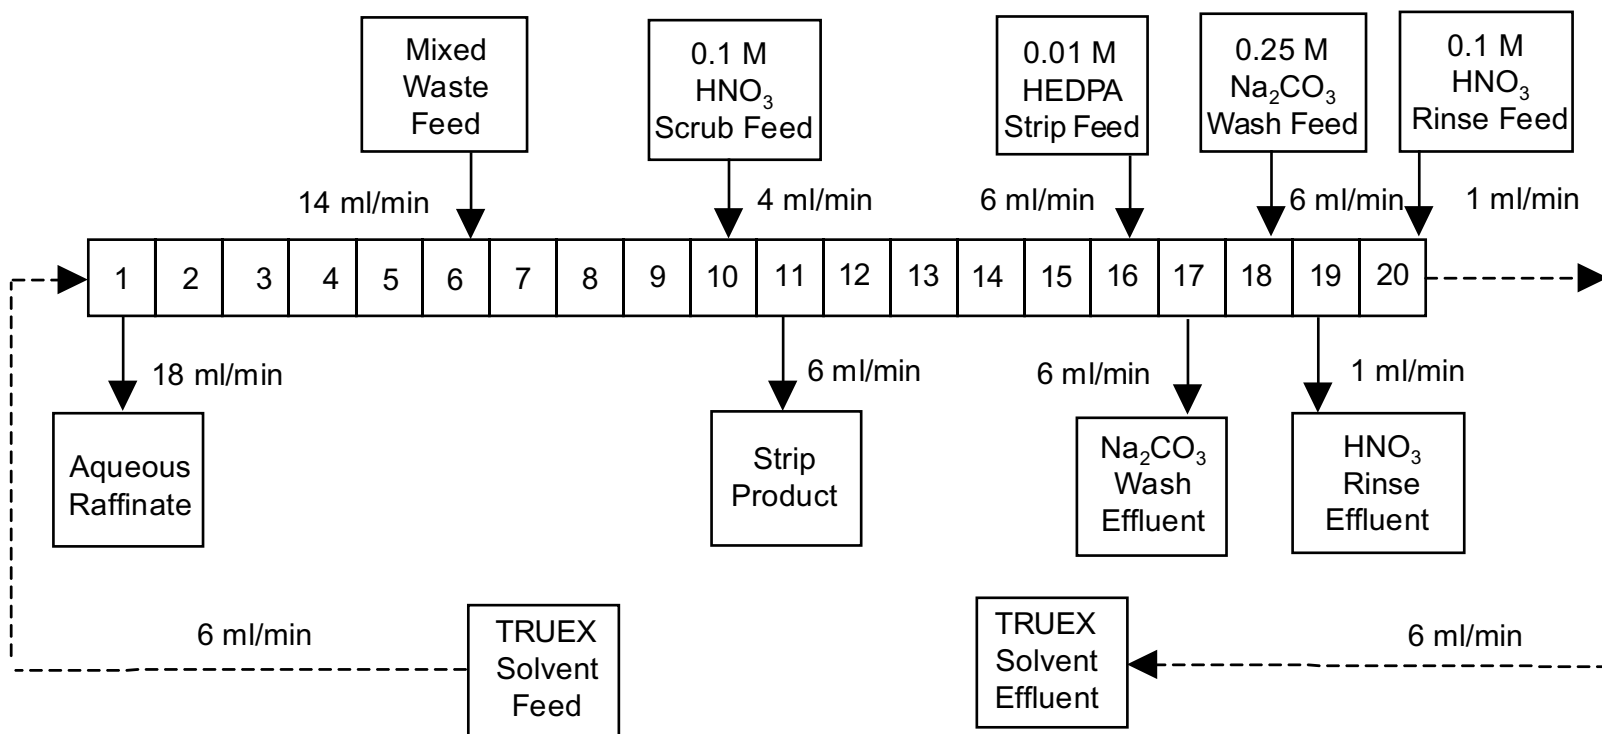 Mixed
Waste
Feed
0.1 M
HNO₃
Scrub Feed
0.01 M
HEDPA
Strip Feed
0.25 M
Na₂CO₃
Wash Feed
0.1 M
HNO₃
Rinse Feed
14 ml/min
4 ml/min
6 ml/min
6 ml/min
1 ml/min
1 2 3 4 5 6 7 8 9 10 11 12 13 14 15 16 17 18 19 20
18 ml/min
6 ml/min
6 ml/min
1 ml/min
Aqueous
Raffinate
Strip
Product
Na₂CO₃
Wash
Effluent
HNO₃
Rinse
Effluent
6 ml/min
TRUEX
Solvent
Feed
TRUEX
Solvent
Effluent
6 ml/min